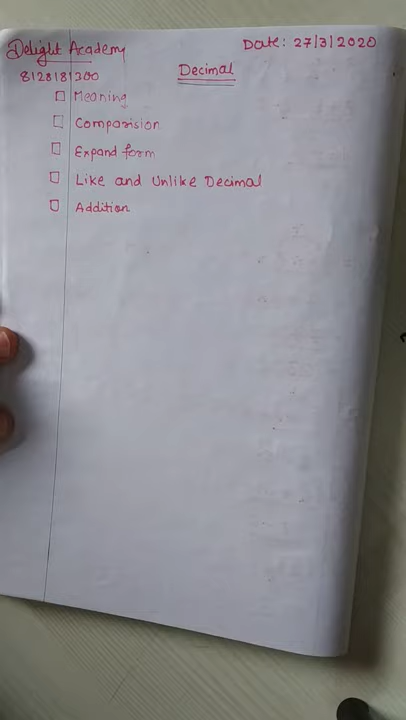 Delight Academy Date: 27/3/2020
8128181300 Decimal
Meaning
Comparision
Expand form
Like and Unlike Decimal
Addition